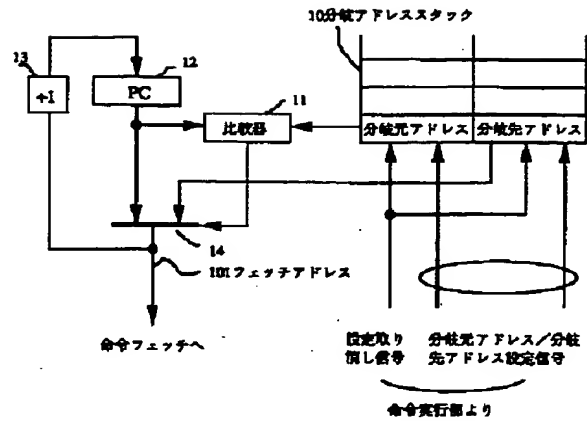 10分岐アドレススタック
13
12
+1
PC
11
比較器
分岐元アドレス
分岐先アドレス
14
101フェッチアドレス
命令フェッチへ
設定取り
消し信号
分岐元アドレス/分岐
先アドレス設定信号
命令実行部より